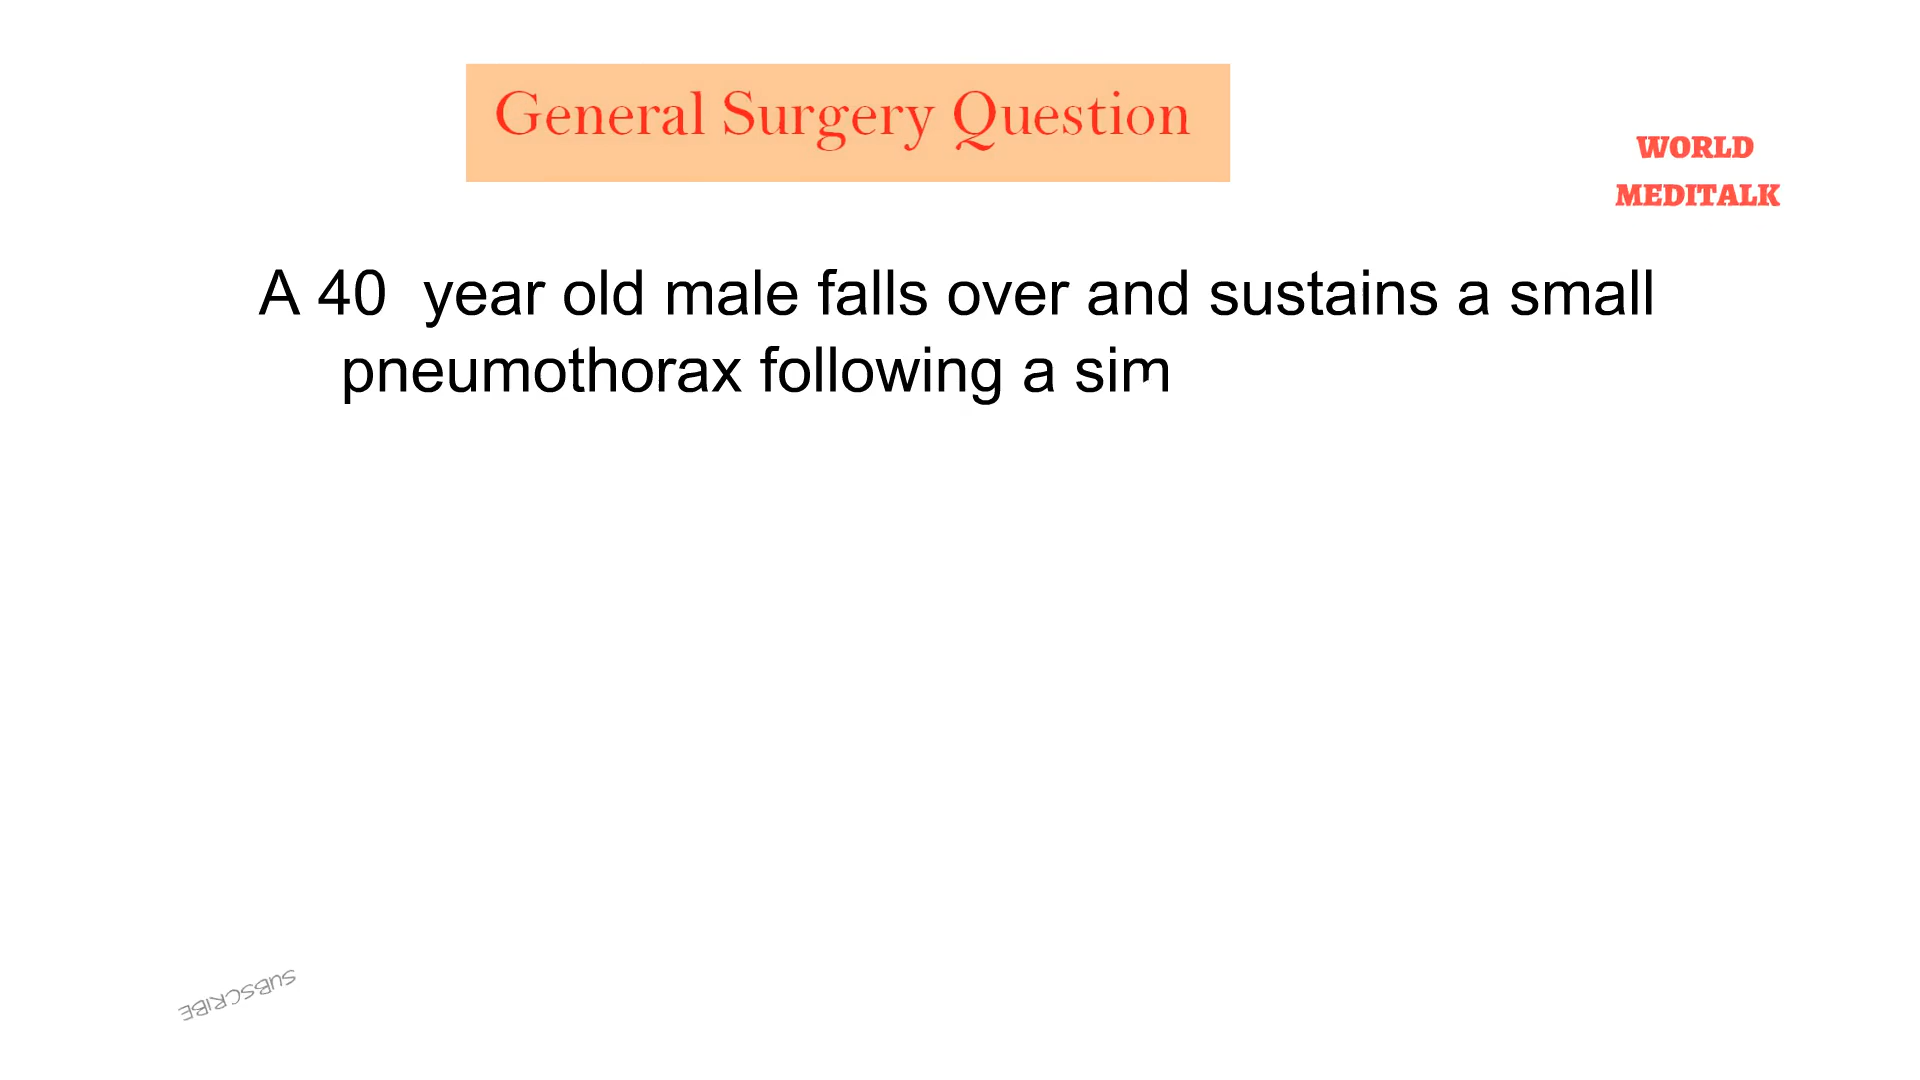 General Surgery Question
WORLD
MEDITALK
A 40 year old male falls over and sustains a small
pneumothorax following a sim
SUBSCRIBE